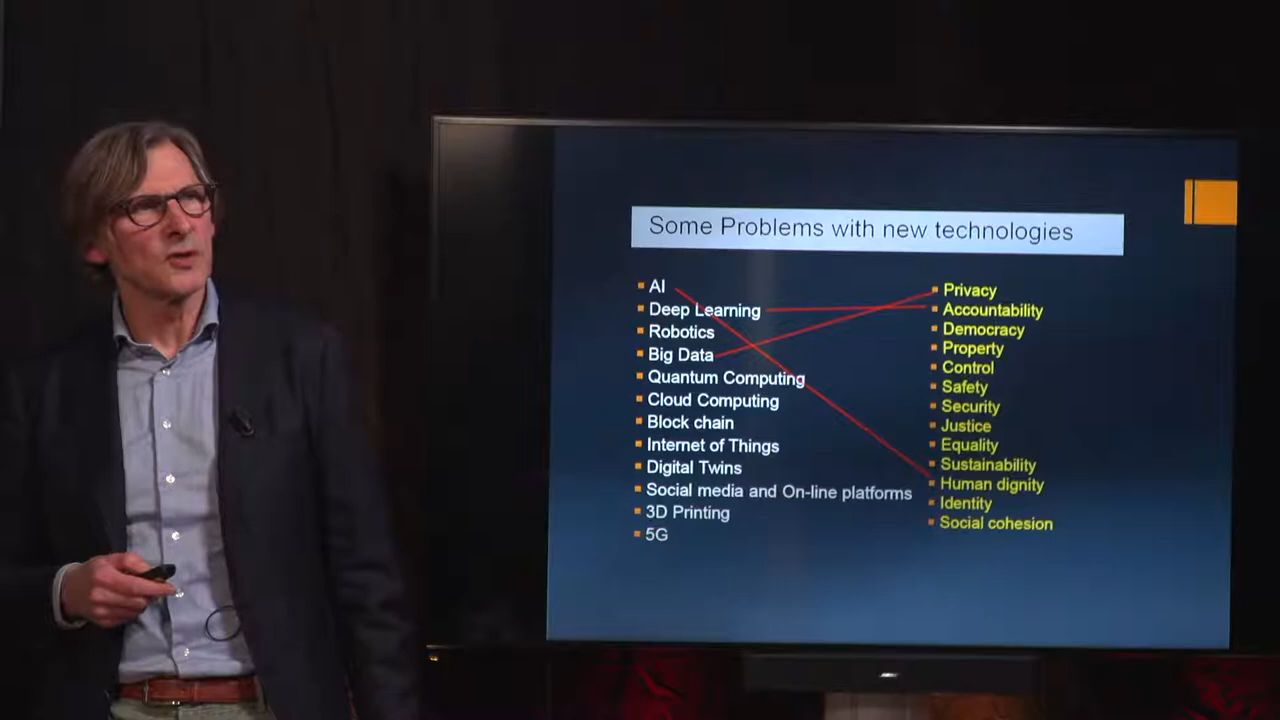 Some Problems with new technologies
AI
Deep Learning
Robotics
Big Data
Quantum Computing
Cloud Computing
Block chain
Internet of Things
Digital Twins
Social media and On-line platforms
3D Printing
5G
Privacy
Accountability
Democracy
Property
Control
Safety
Security
Justice
Equality
Sustainability
Human dignity
Identity
Social cohesion